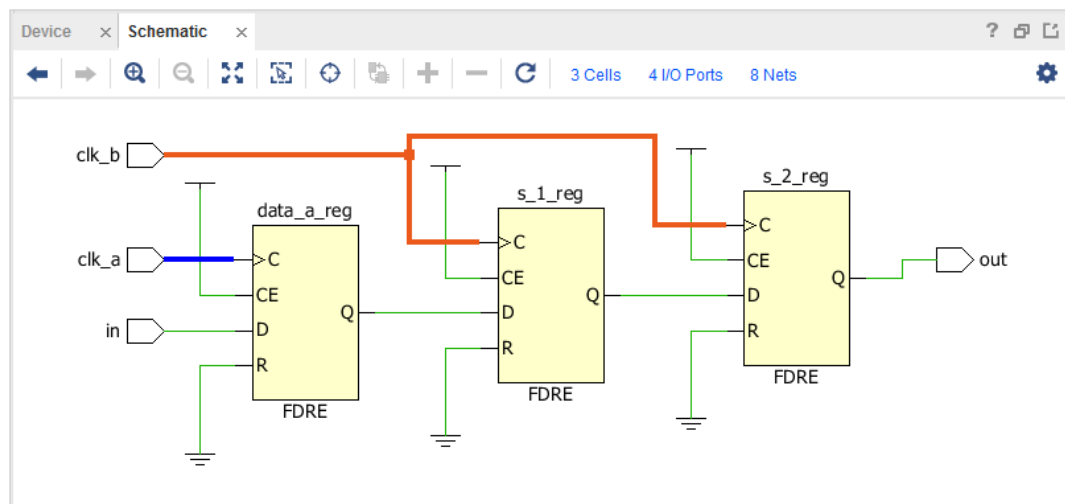 Device × Schematic × ?
3 Cells 4 I/O Ports 8 Nets
clk_b
clk_a
in
data_a_reg
C
CE
D
R
Q
FDRE
s_1_reg
C
CE
D
R
Q
FDRE
s_2_reg
C
CE
D
R
Q
FDRE
out